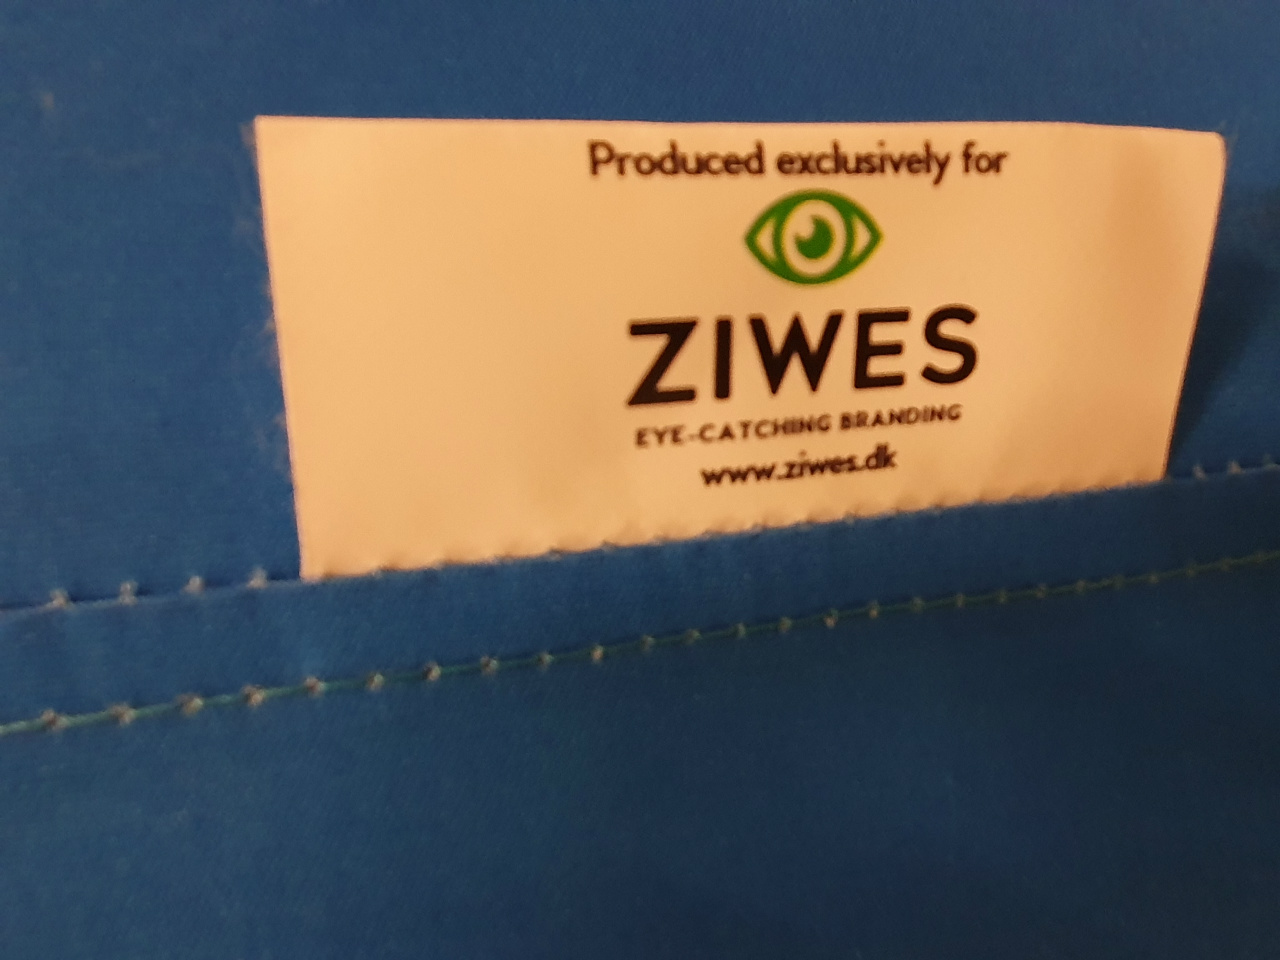 Produced exclusively for
ZIWES
EYE-CATCHING BRANDING
www.ziwes.dk